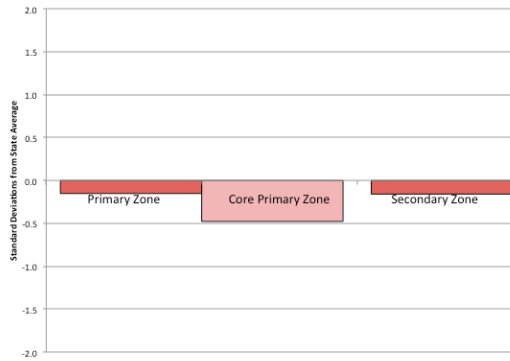 2.0
1.5
1.0
0.5
0.0
-0.5
-1.0
-1.5
-2.0
Standard Deviations from State Average
Primary Zone
Core Primary Zone
Secondary Zone